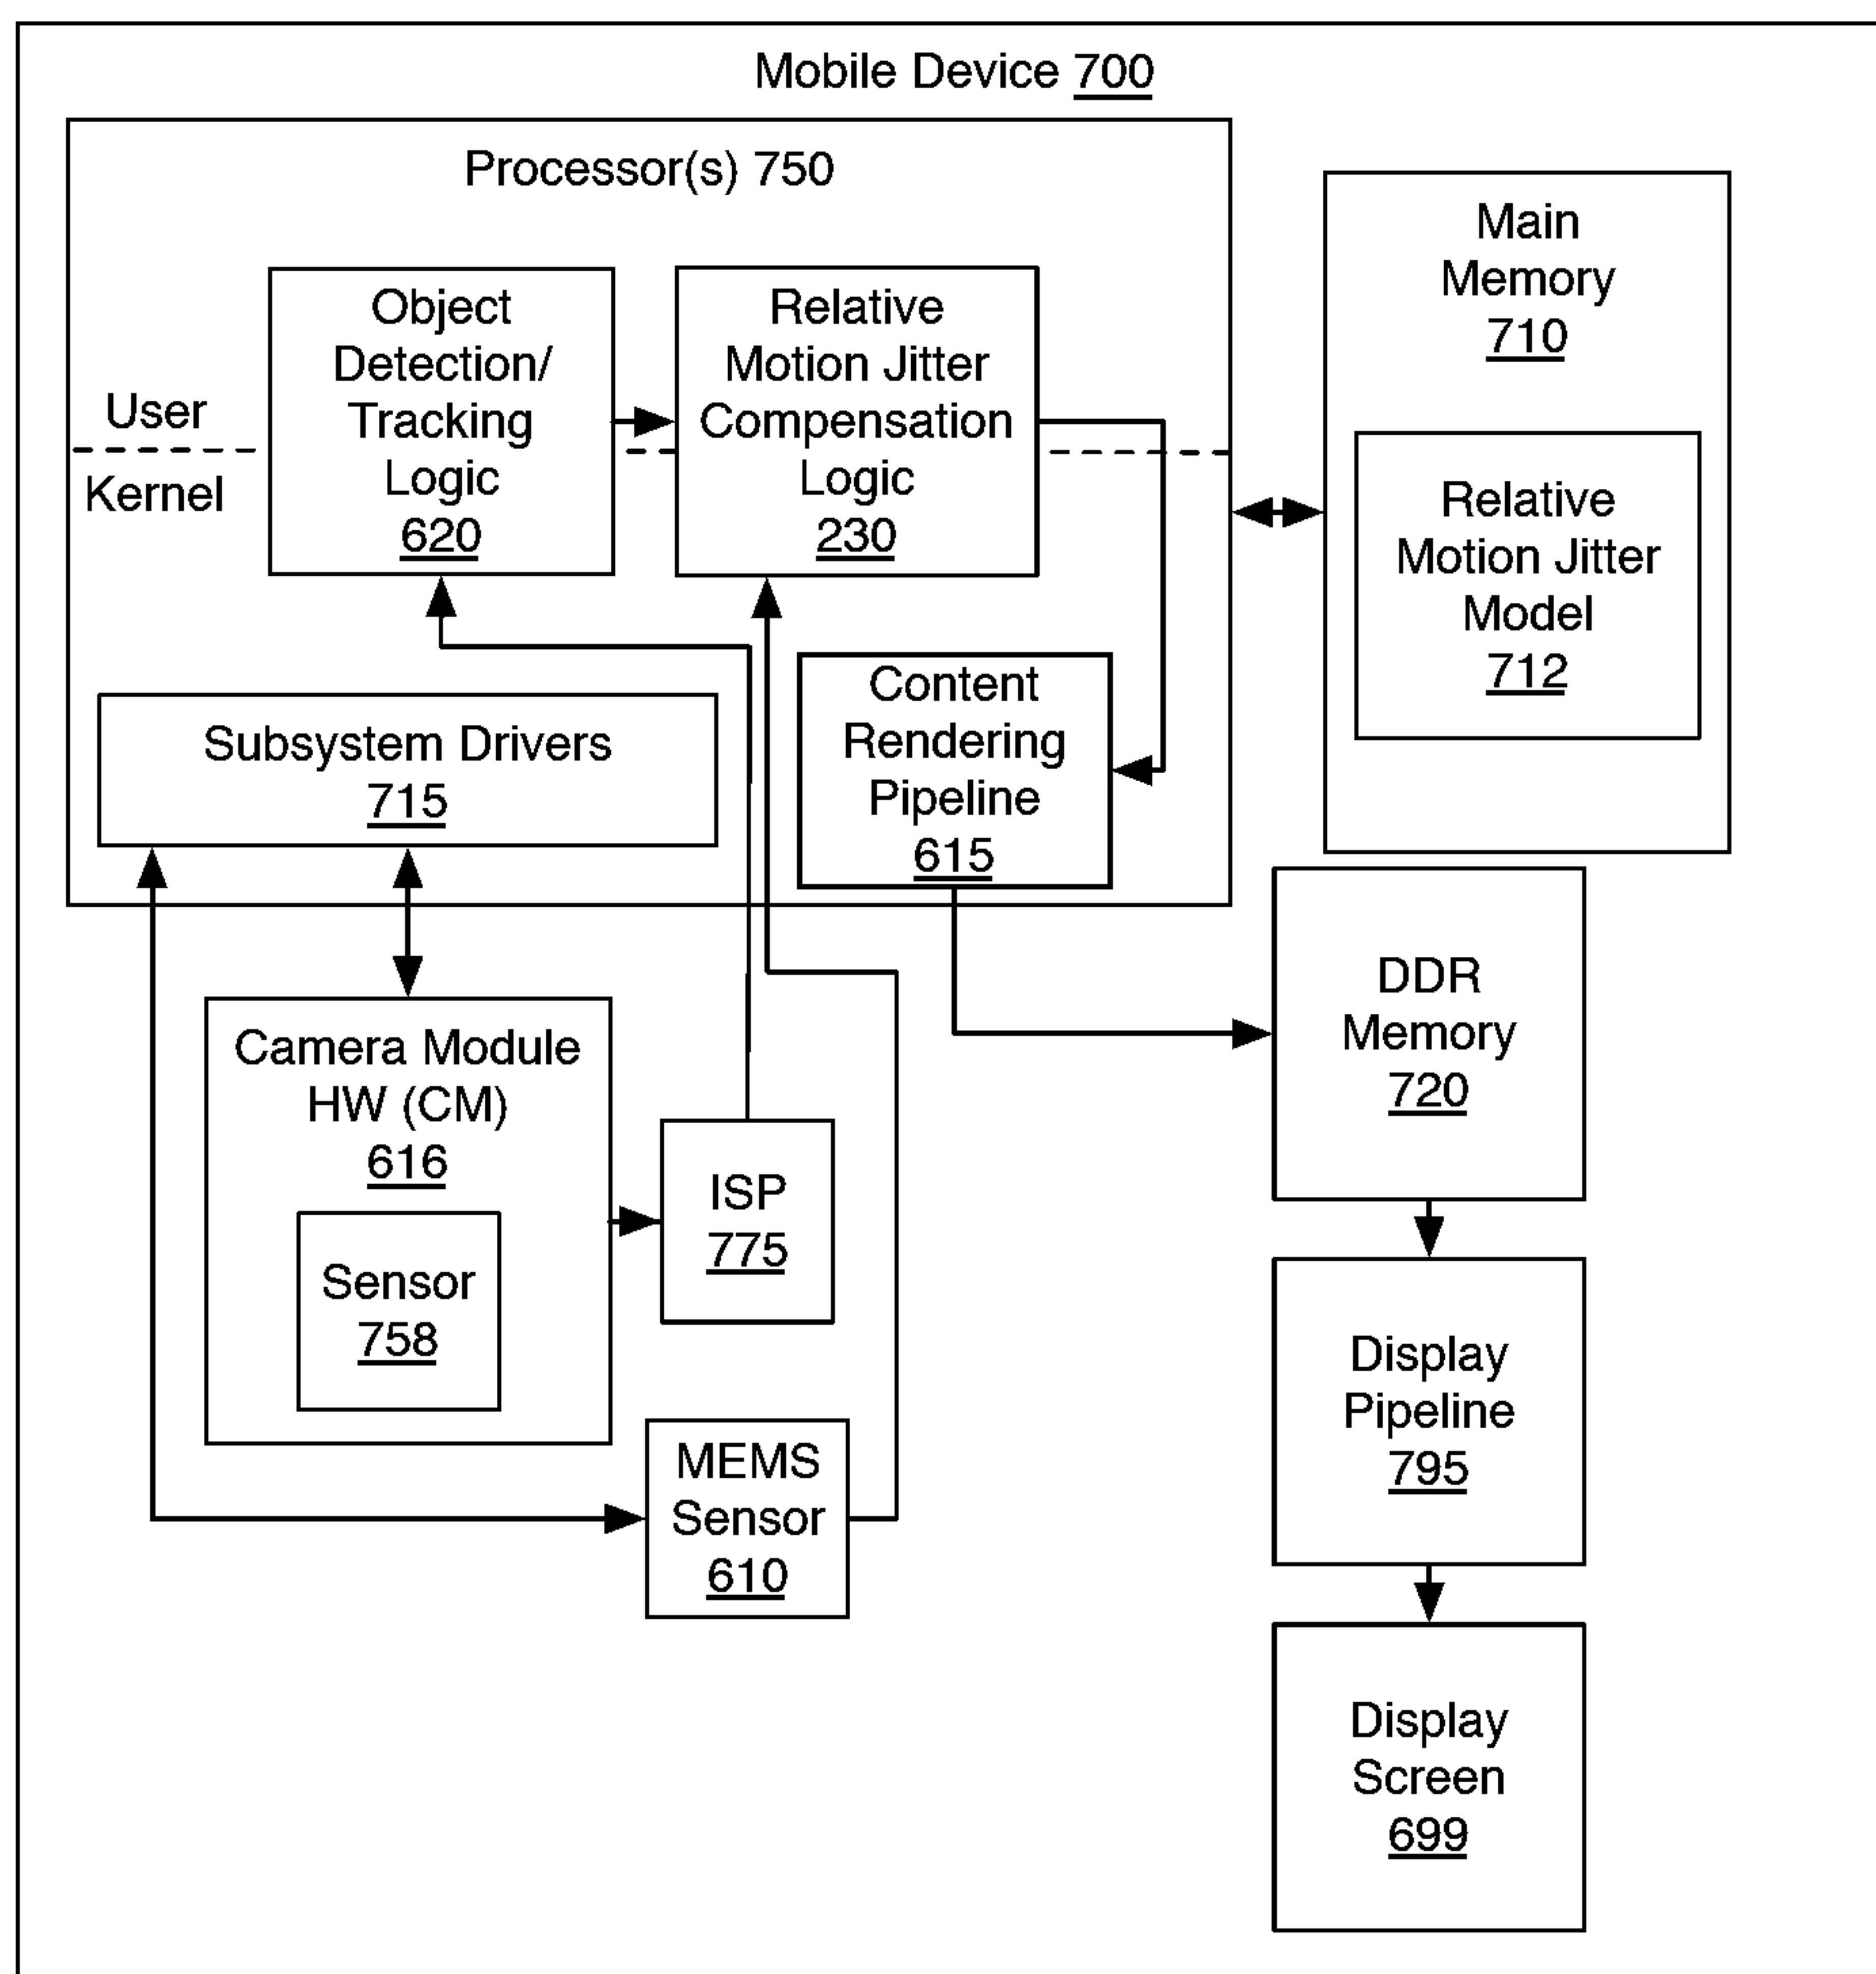 Mobile Device 700
Processor(s) 750
Object
Detection/
Tracking
Logic
620
Relative
Motion Jitter
Compensation
Logic
230
User
Kernel
Main
Memory
710
Relative
Motion Jitter
Model
712
Subsystem Drivers
715
Content
Rendering
Pipeline
615
Camera Module
HW (CM)
616
Sensor
758
ISP
775
MEMS
Sensor
610
DDR
Memory
720
Display
Pipeline
795
Display
Screen
699